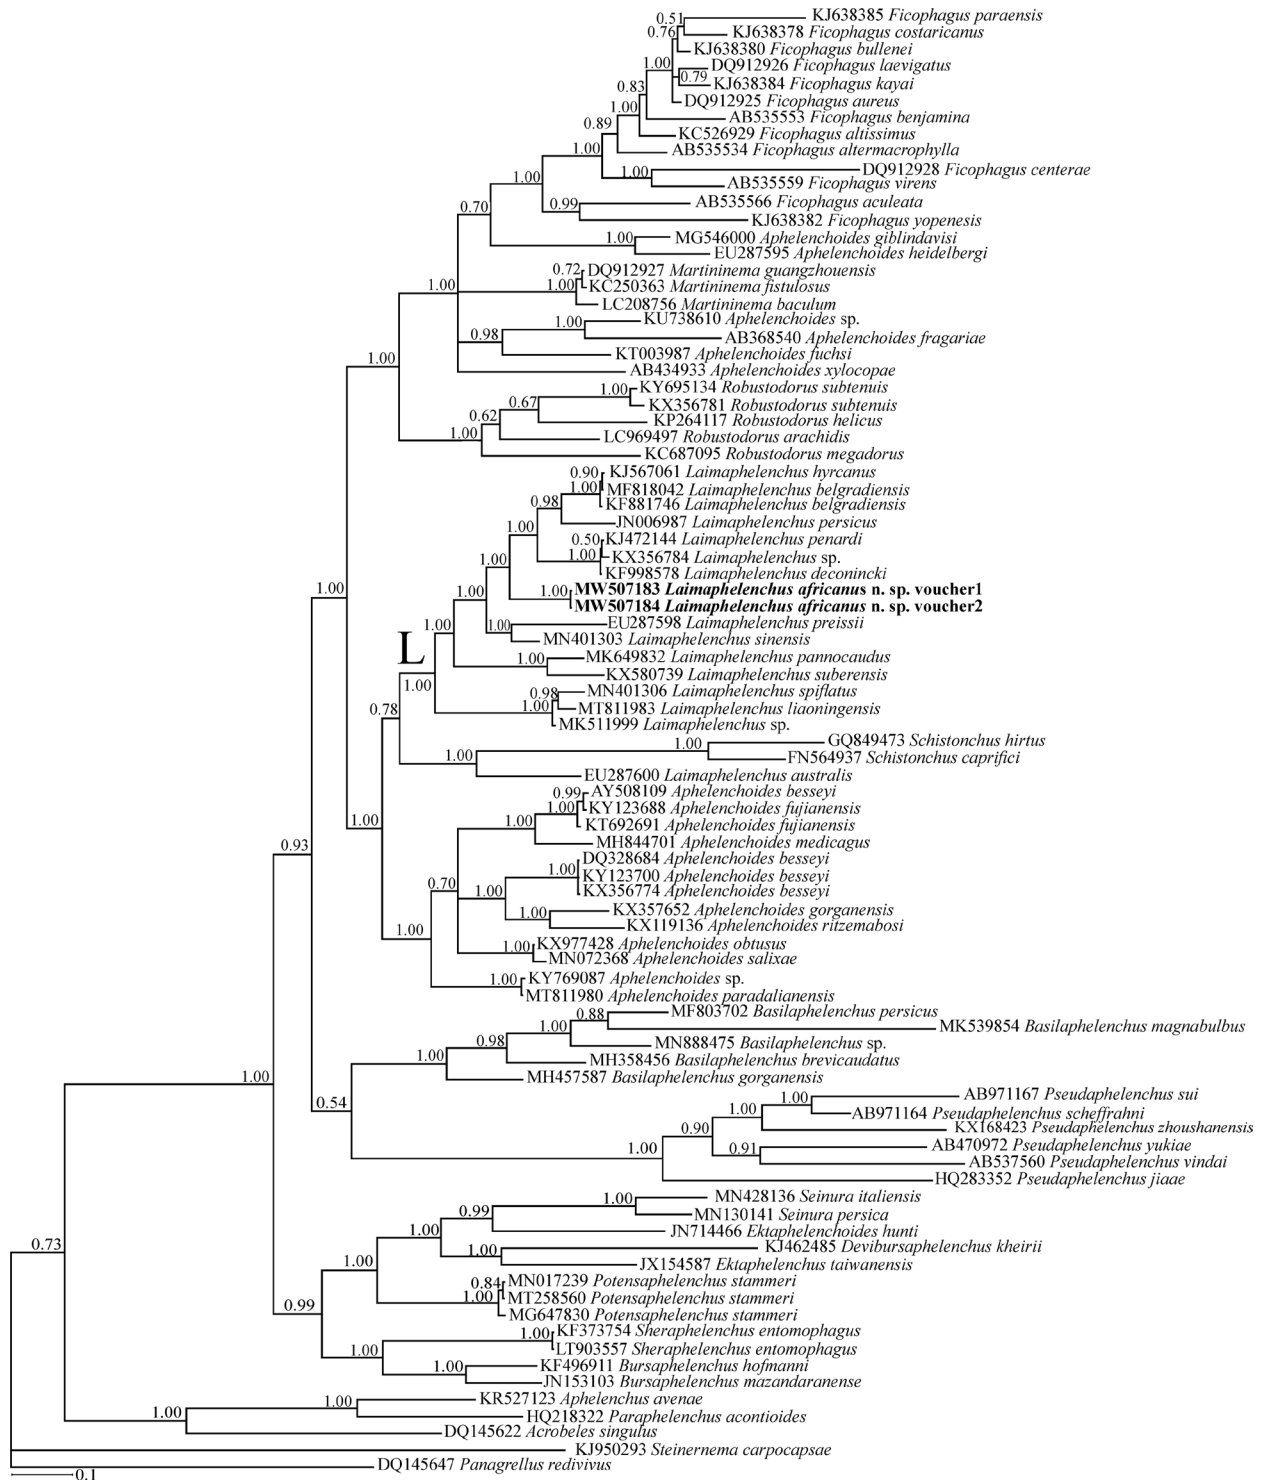 0.51 KJ638385 Ficophagus paraensis
0.76 KJ638378 Ficophagus costaricanus
KJ638380 Ficophagus bullenei
1.00 DQ912926 Ficophagus laevigatus
0.79 KJ638384 Ficophagus kayai
0.83 DQ912925 Ficophagus aureus
1.00 AB535553 Ficophagus benjamina
0.89 KC526929 Ficophagus altissimus
1.00 AB535534 Ficophagus altermacrophylla
1.00 DQ912928 Ficophagus centerae
1.00 AB535559 Ficophagus virens
0.70 0.99 AB535566 Ficophagus aculeata
KJ638382 Ficophagus yopenesis
1.00 MG546000 Aphelenchoides giblindavisi
EU287595 Aphelenchoides heidelbergi
0.72 DQ912927 Martininema guangzhouensis
1.00 1.00 KC250363 Martininema fistulosus
LC208756 Martininema baculum
1.00 KU738610 Aphelenchoides sp.
0.98 AB368540 Aphelenchoides fragariae
KT003987 Aphelenchoides fuchsi
1.00 AB434933 Aphelenchoides xylocopae
1.00 KY695134 Robustodorus subtenuis
0.67 KX356781 Robustodorus subtenuis
0.62 KP264117 Robustodorus helicus
1.00 LC969497 Robustodorus arachidis
KC687095 Robustodorus megadorus
0.90 KJ567061 Laimaphelenchus hyrcanus
1.00 MF818042 Laimaphelenchus belgradiensis
0.98 KF881746 Laimaphelenchus belgradiensis
1.00 JN006987 Laimaphelenchus persicus
0.50 KJ472144 Laimaphelenchus penardi
1.00 1.00 KX356784 Laimaphelenchus sp.
KF998578 Laimaphelenchus deconincki
1.00 1.00 1.00 MW507183 Laimaphelenchus africanus n. sp. voucher1
MW507184 Laimaphelenchus africanus n. sp. voucher2
1.00 1.00 EU287598 Laimaphelenchus preissii
L MN401303 Laimaphelenchus sinensis
1.00 MK649832 Laimaphelenchus pannocaudus
1.00 KX580739 Laimaphelenchus suberensis
0.98 MN401306 Laimaphelenchus spiflatus
0.78 1.00 MT811983 Laimaphelenchus liaoningensis
MK511999 Laimaphelenchus sp.
1.00 GQ849473 Schistonchus hirtus
1.00 FN564937 Schistonchus caprifici
EU287600 Laimaphelenchus australis
0.99 AY508109 Aphelenchoides besseyi
1.00 KY123688 Aphelenchoides fujianensis
1.00 1.00 KT692691 Aphelenchoides fujianensis
0.93 MH844701 Aphelenchoides medicagus
DQ328684 Aphelenchoides besseyi
1.00 KY123700 Aphelenchoides besseyi
0.70 1.00 KX356774 Aphelenchoides besseyi
1.00 KX357652 Aphelenchoides gorganensis
1.00 KX119136 Aphelenchoides ritzemabosi
1.00 KX977428 Aphelenchoides obtusus
MN072368 Aphelenchoides salixae
1.00 KY769087 Aphelenchoides sp.
MT811980 Aphelenchoides paradalianensis
0.88 MF803702 Basilaphelenchus persicus
1.00 MK539854 Basilaphelenchus magnabulbus
0.98 MN888475 Basilaphelenchus sp.
1.00 MH358456 Basilaphelenchus brevicaudatus
1.00 MH457587 Basilaphelenchus gorganensis
0.54 1.00 AB971167 Pseudaphelenchus sui
1.00 AB971164 Pseudaphelenchus scheffrahni
0.90 KX168423 Pseudaphelenchus zhoushanensis
1.00 0.91 AB470972 Pseudaphelenchus yukiae
AB537560 Pseudaphelenchus vindai
HQ283352 Pseudaphelenchus jiaae
1.00 MN428136 Seinura italiensis
0.99 MN130141 Seinura persica
1.00 JN714466 Ektaphelenchoides hunti
0.73 1.00 KJ462485 Devibursaphelenchus kheirii
1.00 JX154587 Ektaphelenchus taiwanensis
0.84 MN017239 Potensaphelenchus stammeri
0.99 1.00 MT258560 Potensaphelenchus stammeri
MG647830 Potensaphelenchus stammeri
1.00 KF373754 Sheraphelenchus entomophagus
1.00 LT903557 Sheraphelenchus entomophagus
1.00 KF496911 Bursaphelenchus hofmanni
JN153103 Bursaphelenchus mazandaranense
1.00 KR527123 Aphelenchus avenae
1.00 HQ218322 Paraphelenchus acontioides
DQ145622 Acrobeles singulus
KJ950293 Steinernema carpocapsae
DQ145647 Panagrellus redivivus
0.1